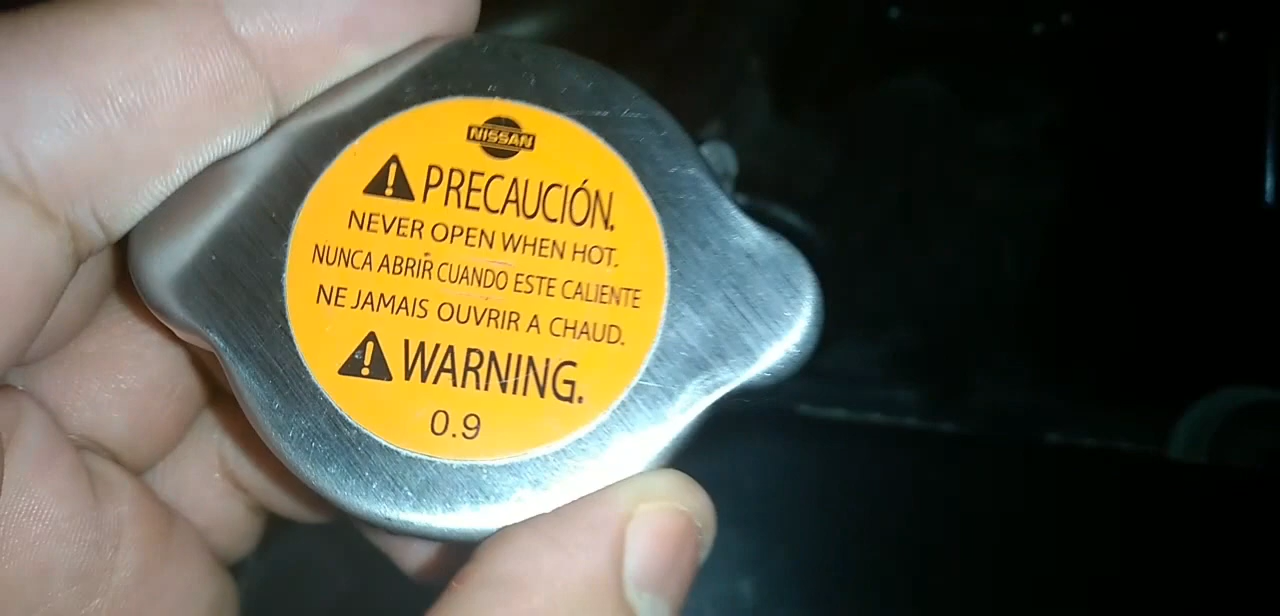 NISSAN
PRECAUCIÓN.
NEVER OPEN WHEN HOT.
NUNCA ABRIR CUANDO ESTE CALIENTE
NE JAMAIS OUVRIR A CHAUD.
WARNING.
0.9